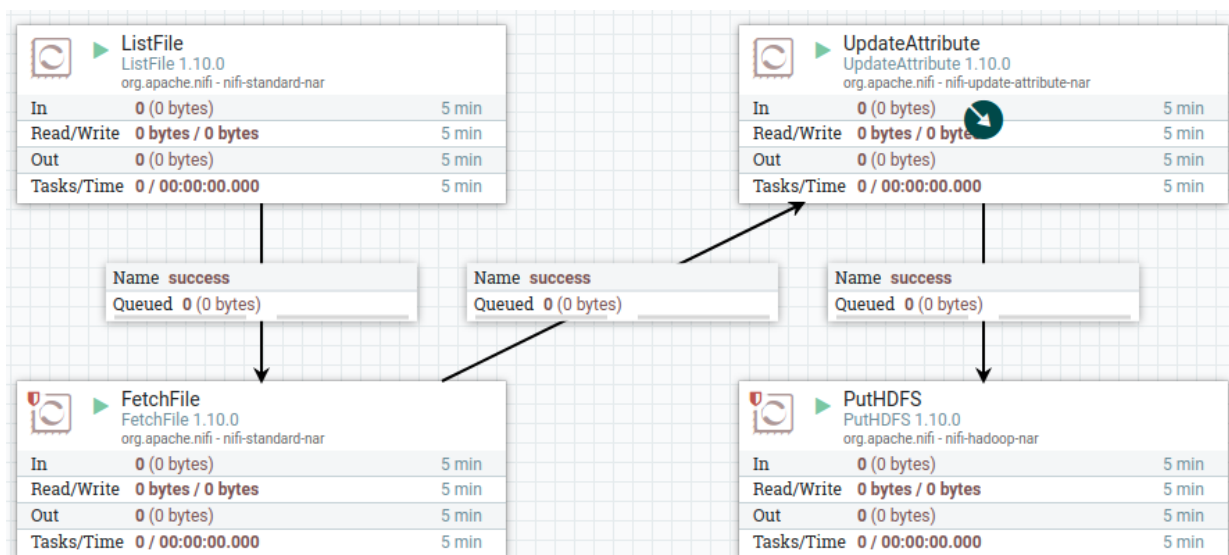 ListFile
ListFile 1.10.0
org.apache.nifi - nifi-standard-nar
In 0 (0 bytes) 5 min
Read/Write 0 bytes / 0 bytes 5 min
Out 0 (0 bytes) 5 min
Tasks/Time 0 / 00:00:00.000 5 min
Name success
Queued 0 (0 bytes)
FetchFile
FetchFile 1.10.0
org.apache.nifi - nifi-standard-nar
In 0 (0 bytes) 5 min
Read/Write 0 bytes / 0 bytes 5 min
Out 0 (0 bytes) 5 min
Tasks/Time 0 / 00:00:00.000 5 min
Name success
Queued 0 (0 bytes)
UpdateAttribute
UpdateAttribute 1.10.0
org.apache.nifi - nifi-update-attribute-nar
In 0 (0 bytes) 5 min
Read/Write 0 bytes / 0 bytes 5 min
Out 0 (0 bytes) 5 min
Tasks/Time 0 / 00:00:00.000 5 min
Name success
Queued 0 (0 bytes)
PutHDFS
PutHDFS 1.10.0
org.apache.nifi - nifi-hadoop-nar
In 0 (0 bytes) 5 min
Read/Write 0 bytes / 0 bytes 5 min
Out 0 (0 bytes) 5 min
Tasks/Time 0 / 00:00:00.000 5 min